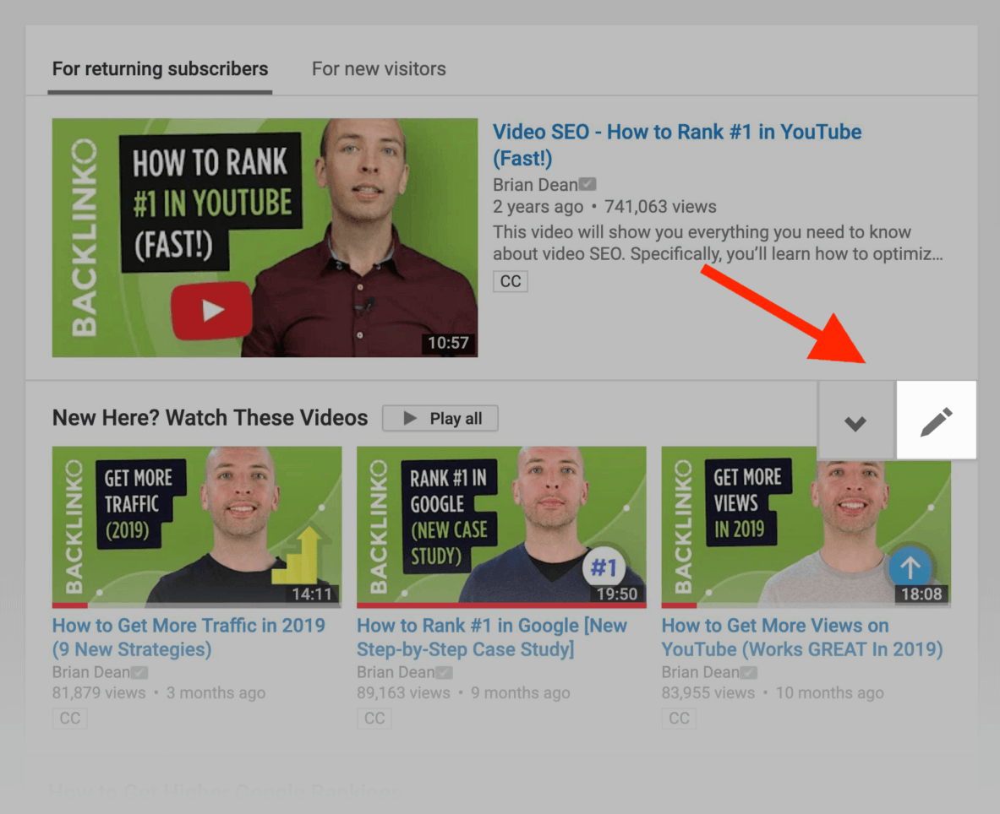 For returning subscribers
For new visitors
BACKLINKO
HOW TO RANK
#1 IN YOUTUBE
(FAST!)
10:57
Video SEO - How to Rank #1 in YouTube
(Fast!)
Brian Dean
2 years ago • 741,063 views
This video will show you everything you need to know
about video SEO. Specifically, you'll learn how to optimiz...
CC
New Here? Watch These Videos
Play all
BACKLINKO
GET MORE
TRAFFIC
(2019)
14:11
How to Get More Traffic in 2019
(9 New Strategies)
Brian Dean
81,879 views • 3 months ago
CC
BACKLINKO
RANK #1 IN
GOOGLE
(NEW CASE
STUDY)
#1
19:50
How to Rank #1 in Google [New
Step-by-Step Case Study]
Brian Dean
89,163 views • 9 months ago
CC
BACKLINKO
GET MORE
VIEWS
IN 2019
18:08
How to Get More Views on
YouTube (Works GREAT In 2019)
Brian Dean
83,955 views • 10 months ago
CC
How to Get Higher Google Rankings